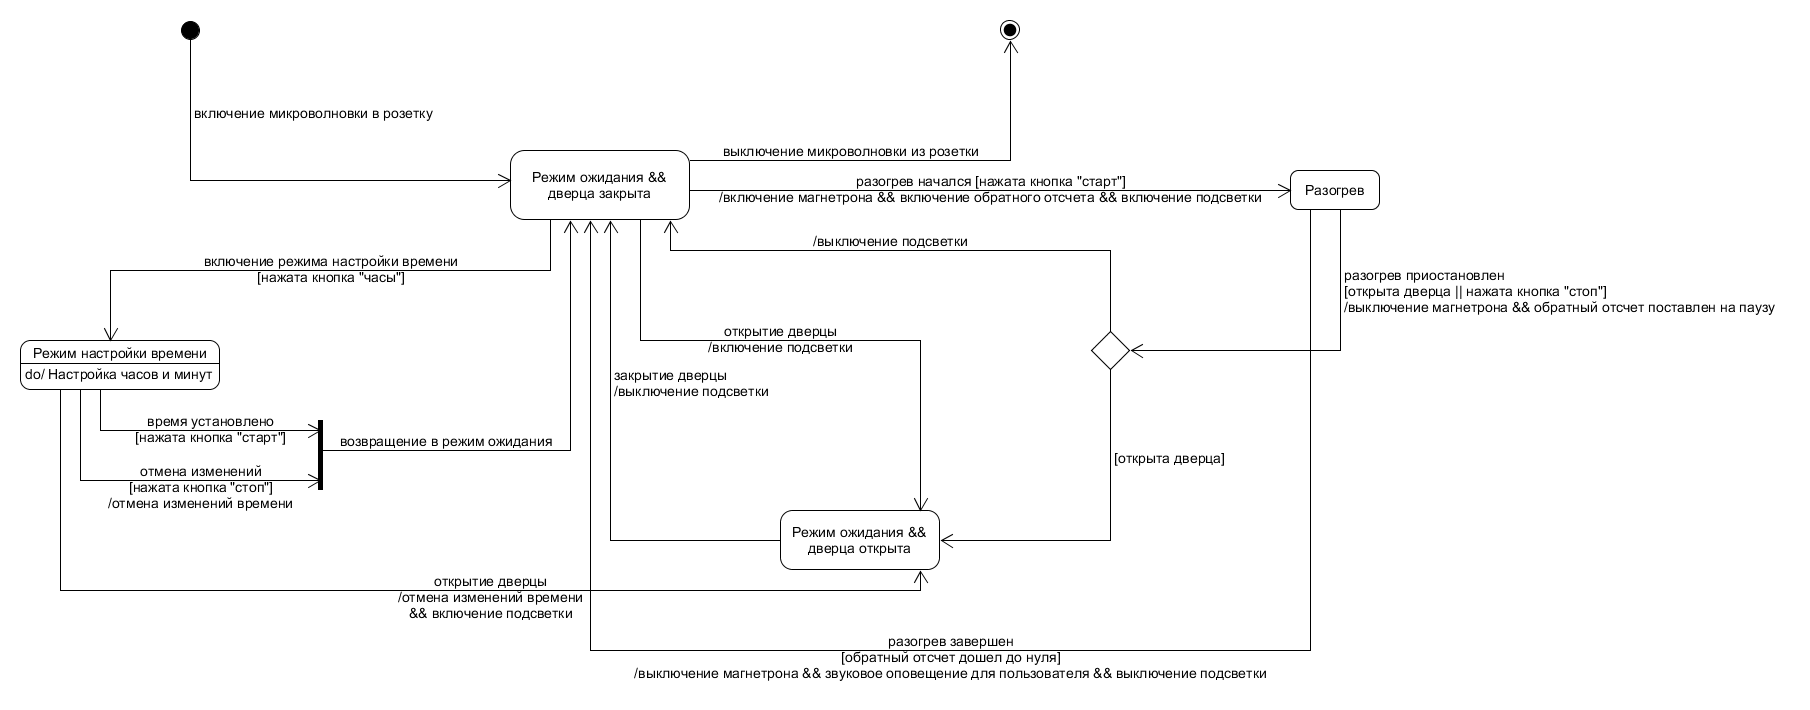 включение микроволновки в розетку
выключение микроволновки из розетки
Режим ожидания &&
дверца закрыта
разогрев начался [нажата кнопка "старт"]
/включение магнетрона && включение обратного отсчета && включение подсветки
Разогрев
/выключение подсветки
включение режима настройки времени
[нажата кнопка "часы"]
разогрев приостановлен
[открыта дверца || нажата кнопка "стоп"]
/выключение магнетрона && обратный отсчет поставлен на паузу
открытие дверцы
/включение подсветки
Режим настройки времени
do/ Настройка часов и минут
закрытие дверцы
/выключение подсветки
время установлено
[нажата кнопка "старт"]
возвращение в режим ожидания
[открыта дверца]
отмена изменений
[нажата кнопка "стоп"]
/отмена изменений времени
Режим ожидания &&
дверца открыта
открытие дверцы
/отмена изменений времени
&& включение подсветки
разогрев завершен
[обратный отсчет дошел до нуля]
/выключение магнетрона && звуковое оповещение для пользователя && выключение подсветки